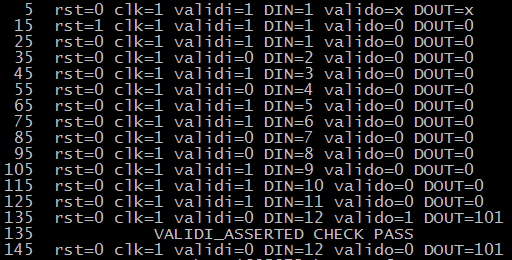 5 rst=0 clk=1 validi=1 DIN=1 valido=x DOUT=x
15 rst=1 clk=1 validi=1 DIN=1 valido=0 DOUT=0
25 rst=0 clk=1 validi=1 DIN=1 valido=0 DOUT=0
35 rst=0 clk=1 validi=0 DIN=2 valido=0 DOUT=0
45 rst=0 clk=1 validi=1 DIN=3 valido=0 DOUT=0
55 rst=0 clk=1 validi=0 DIN=4 valido=0 DOUT=0
65 rst=0 clk=1 validi=1 DIN=5 valido=0 DOUT=0
75 rst=0 clk=1 validi=1 DIN=6 valido=0 DOUT=0
85 rst=0 clk=1 validi=0 DIN=7 valido=0 DOUT=0
95 rst=0 clk=1 validi=0 DIN=8 valido=0 DOUT=0
105 rst=0 clk=1 validi=1 DIN=9 valido=0 DOUT=0
115 rst=0 clk=1 validi=1 DIN=10 valido=0 DOUT=0
125 rst=0 clk=1 validi=1 DIN=11 valido=0 DOUT=0
135 rst=0 clk=1 validi=0 DIN=12 valido=1 DOUT=101
135 VALIDI_ASSERTED CHECK PASS
145 rst=0 clk=1 validi=0 DIN=12 valido=0 DOUT=101